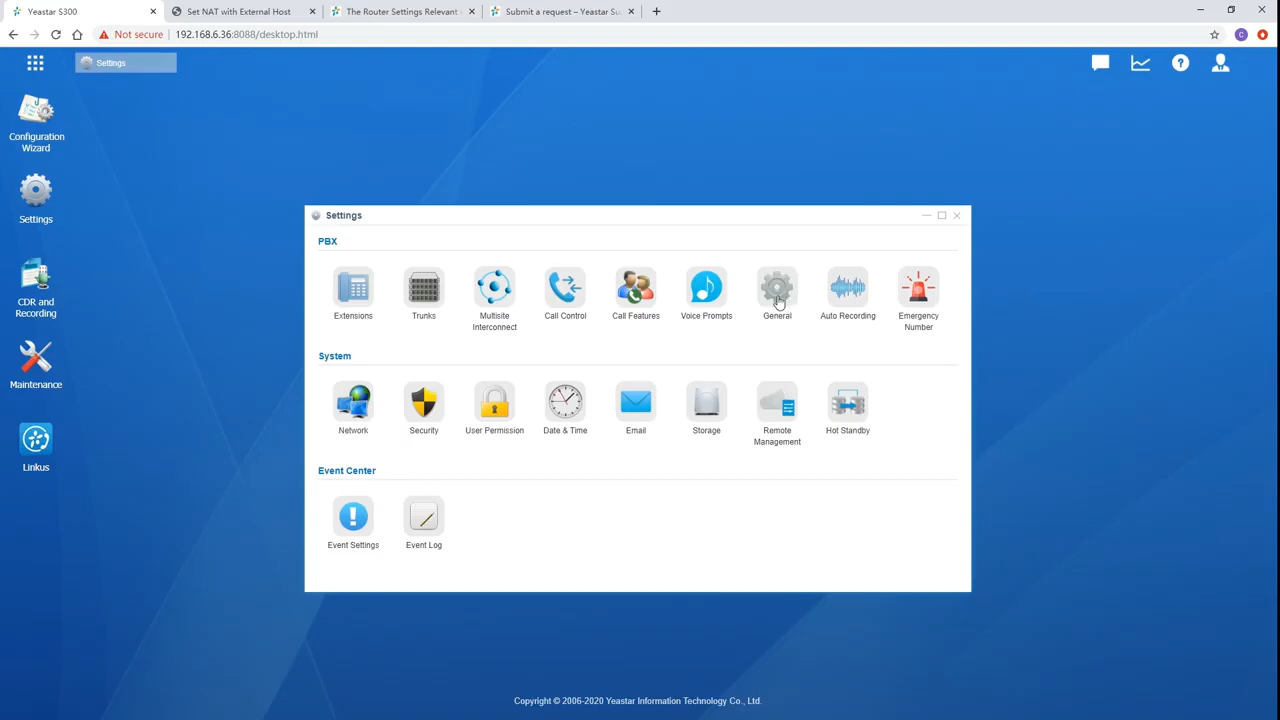 Yeastar S300
Set NAT with External Host
The Router Settings Relevant
Submit a request – Yeastar Su
Not secure
192.168.6.36:8088/desktop.html
C
Settings
Configuration
Wizard
Settings
CDR and
Recording
Maintenance
Linkus
Settings
PBX
Extensions
Trunks
Multisite
Interconnect
Call Control
Call Features
Voice Prompts
General
Auto Recording
Emergency
Number
System
Network
Security
User Permission
Date & Time
Email
Storage
Remote
Management
Hot Standby
Event Center
Event Settings
Event Log
Copyright © 2006-2020 Yeastar Information Technology Co., Ltd.